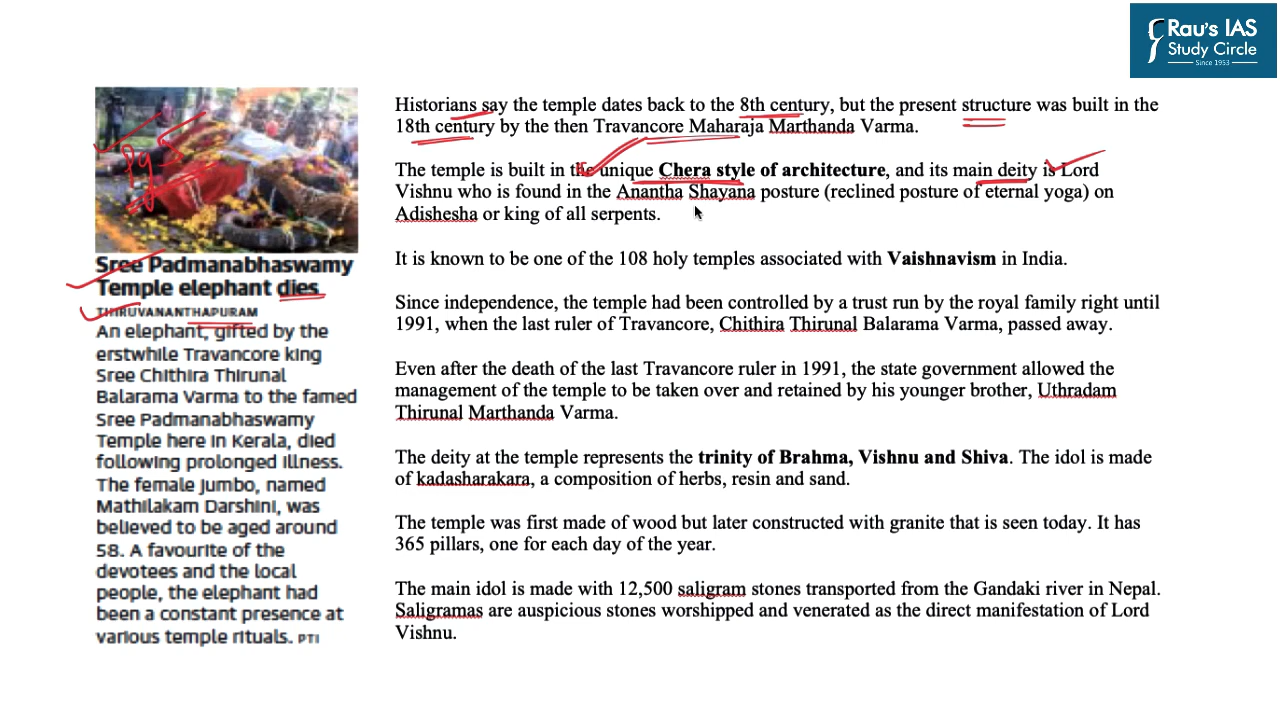 Rau's IAS
Study Circle
Since 1953
Pg 5
Sree Padmanabhaswamy
Temple elephant dies
THIRUVANANTHAPURAM
An elephant, gifted by the
erstwhile Travancore king
Sree Chithira Thirunal
Balarama Varma to the famed
Sree Padmanabhaswamy
Temple here in Kerala, died
following prolonged illness.
The female jumbo, named
Mathilakam Darshini, was
believed to be aged around
58. A favourite of the
devotees and the local
people, the elephant had
been a constant presence at
various temple rituals. PTI
Historians say the temple dates back to the 8th century, but the present structure was built in the
18th century by the then Travancore Maharaja Marthanda Varma.
The temple is built in the unique Chera style of architecture, and its main deity is Lord
Vishnu who is found in the Anantha Shayana posture (reclined posture of eternal yoga) on
Adishesha or king of all serpents.
It is known to be one of the 108 holy temples associated with Vaishnavism in India.
Since independence, the temple had been controlled by a trust run by the royal family right until
1991, when the last ruler of Travancore, Chithira Thirunal Balarama Varma, passed away.
Even after the death of the last Travancore ruler in 1991, the state government allowed the
management of the temple to be taken over and retained by his younger brother, Uthradam
Thirunal Marthanda Varma.
The deity at the temple represents the trinity of Brahma, Vishnu and Shiva. The idol is made
of kadasharakara, a composition of herbs, resin and sand.
The temple was first made of wood but later constructed with granite that is seen today. It has
365 pillars, one for each day of the year.
The main idol is made with 12,500 saligram stones transported from the Gandaki river in Nepal.
Saligramas are auspicious stones worshipped and venerated as the direct manifestation of Lord
Vishnu.